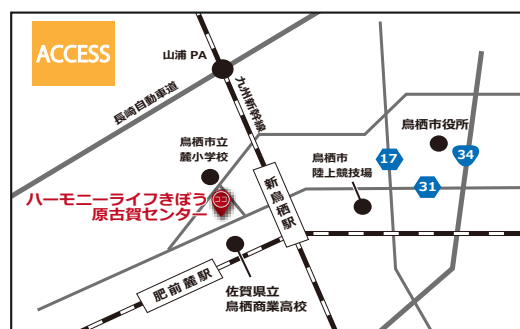 ACCESS
山浦 PA
長崎自動車道
九州新幹線
鳥栖市立
麓小学校
鳥栖市役所
鳥栖市
陸上競技場
17
34
31
ココ
ハーモニーライフきぼう
原古賀センター
新鳥栖駅
肥前麓駅
佐賀県立
鳥栖商業高校